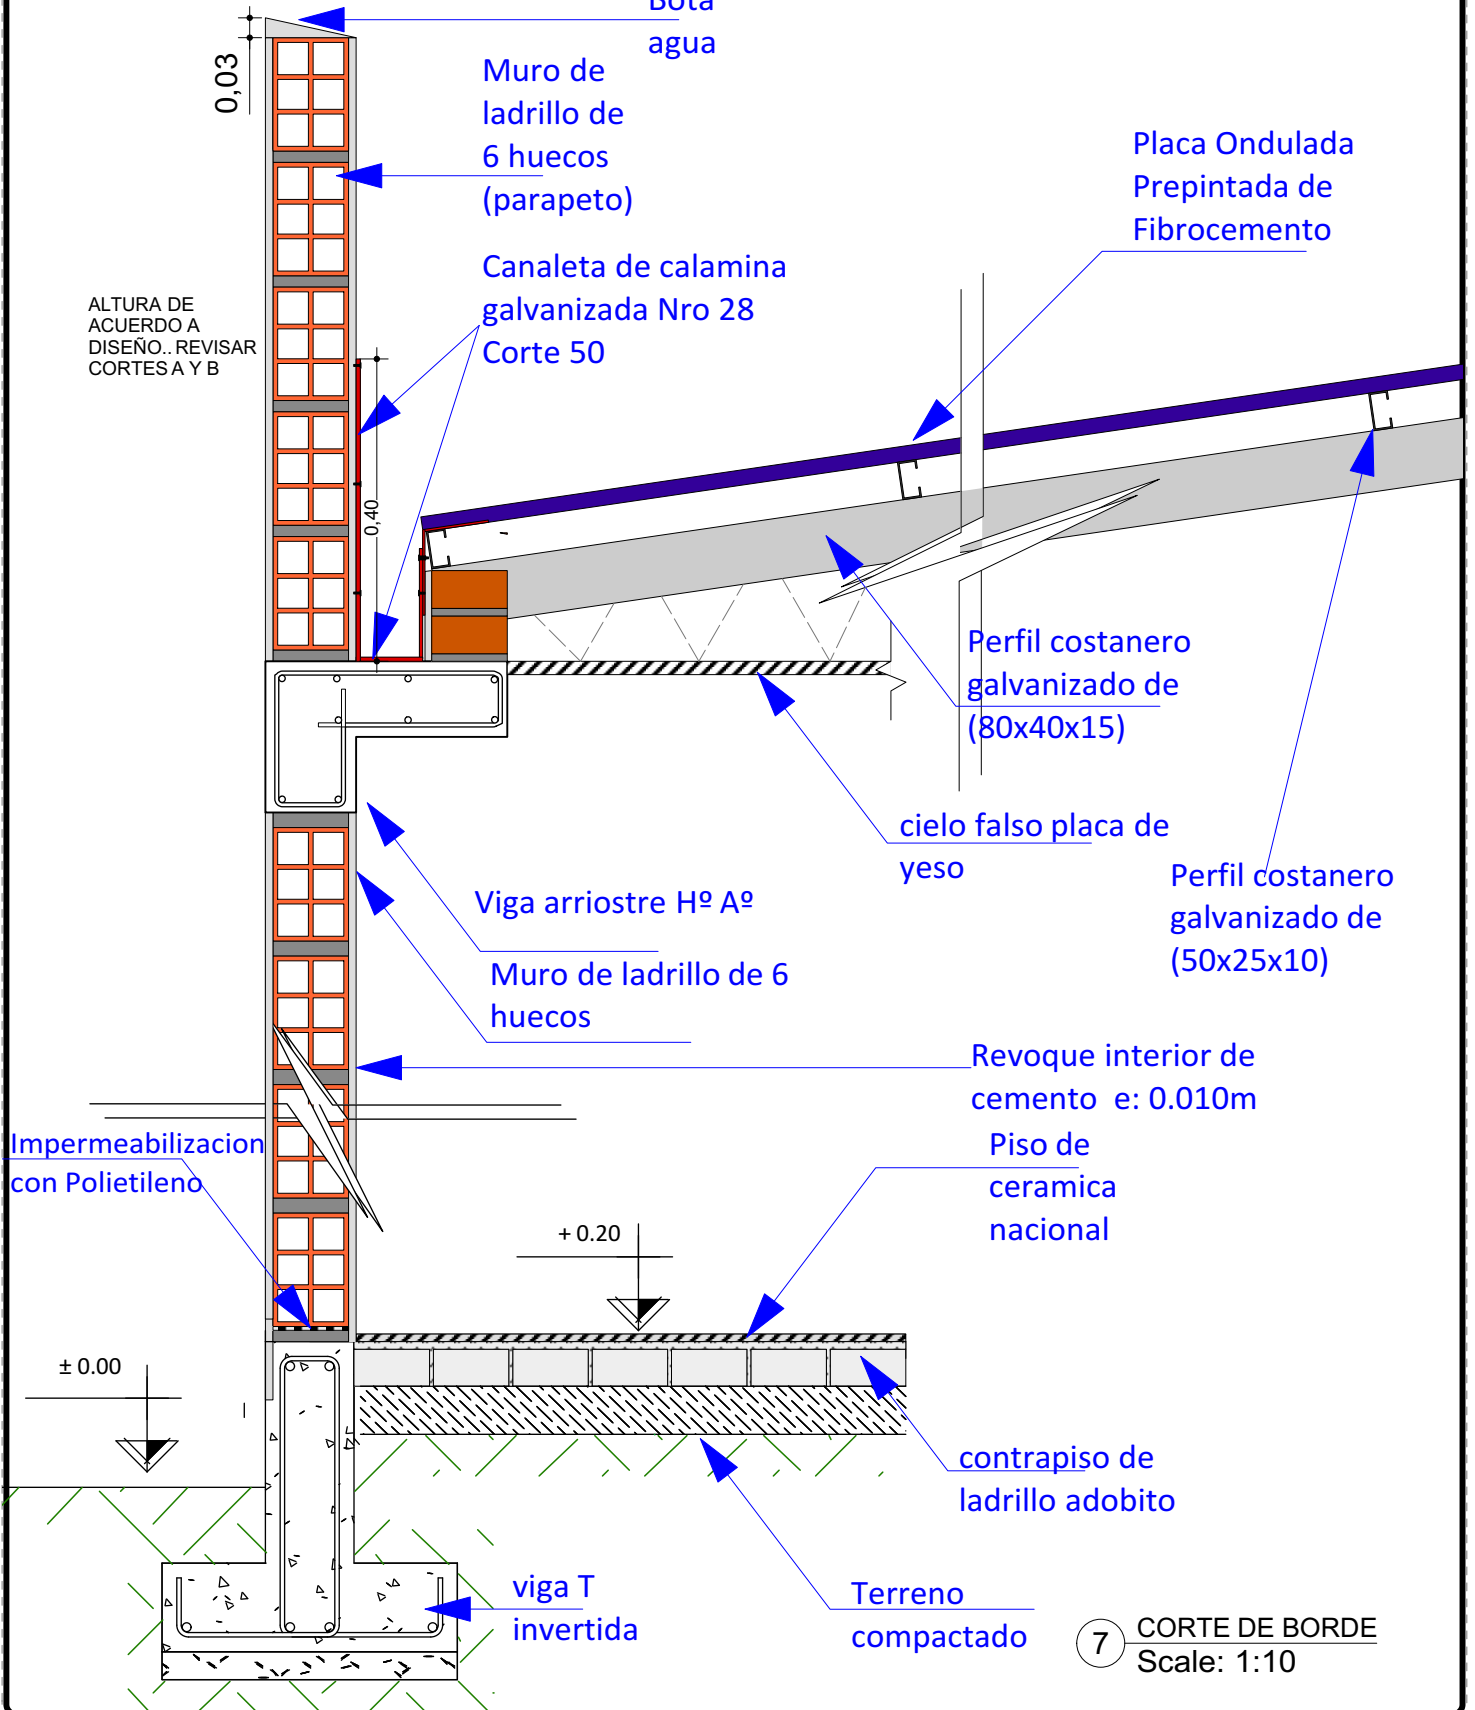 Bota
agua
0,03
Muro de
ladrillo de
6 huecos
(parapeto)
Placa Ondulada
Prepintada de
Fibrocemento
Canaleta de calamina
galvanizada Nro 28
Corte 50
ALTURA DE
ACUERDO A
DISEÑO.. REVISAR
CORTES A Y B
0,40
Perfil costanero
galvanizado de
(80x40x15)
cielo falso placa de
yeso
Perfil costanero
galvanizado de
(50x25x10)
Viga arriostre Hº Aº
Muro de ladrillo de 6
huecos
Revoque interior de
cemento e: 0.010m
Impermeabilizacion
con Polietileno
Piso de
ceramica
nacional
+ 0.20
± 0.00
contrapiso de
ladrillo adobito
viga T
invertida
Terreno
compactado
7
CORTE DE BORDE
Scale: 1:10